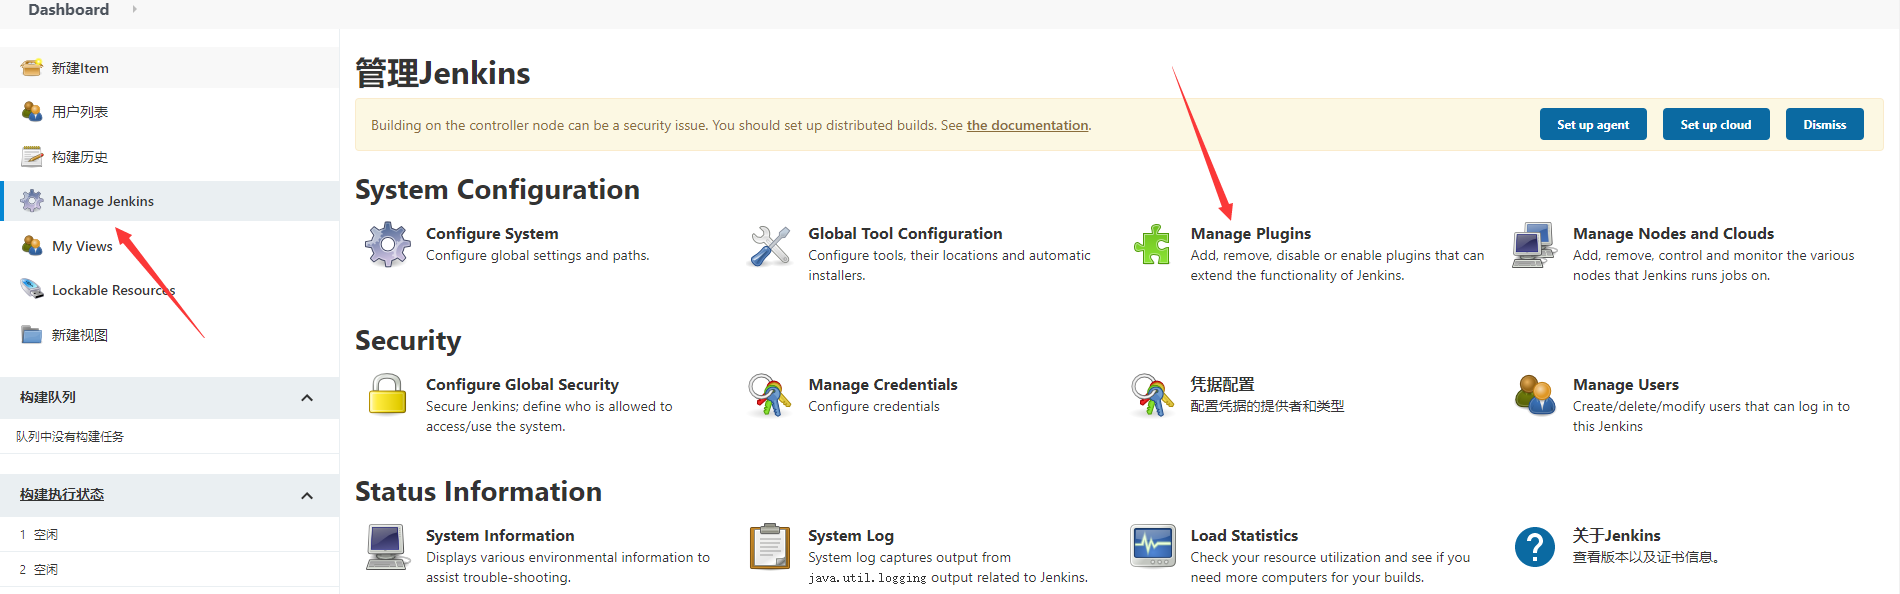 Dashboard
新建Item
用户列表
构建历史
Manage Jenkins
My Views
Lockable Resources
新建视图
构建队列
队列中没有构建任务
构建执行状态
1 空闲
2 空闲
管理Jenkins
Building on the controller node can be a security issue. You should set up distributed builds. See the documentation.
Set up agent
Set up cloud
Dismiss
System Configuration
Configure System
Configure global settings and paths.
Global Tool Configuration
Configure tools, their locations and automatic
installers.
Manage Plugins
Add, remove, disable or enable plugins that can
extend the functionality of Jenkins.
Manage Nodes and Clouds
Add, remove, control and monitor the various
nodes that Jenkins runs jobs on.
Security
Configure Global Security
Secure Jenkins; define who is allowed to
access/use the system.
Manage Credentials
Configure credentials
凭据配置
配置凭据的提供者和类型
Manage Users
Create/delete/modify users that can log in to
this Jenkins
Status Information
System Information
Displays various environmental information to
assist trouble-shooting.
System Log
System log captures output from
java.util.logging output related to Jenkins.
Load Statistics
Check your resource utilization and see if you
need more computers for your builds.
关于Jenkins
查看版本以及证书信息。